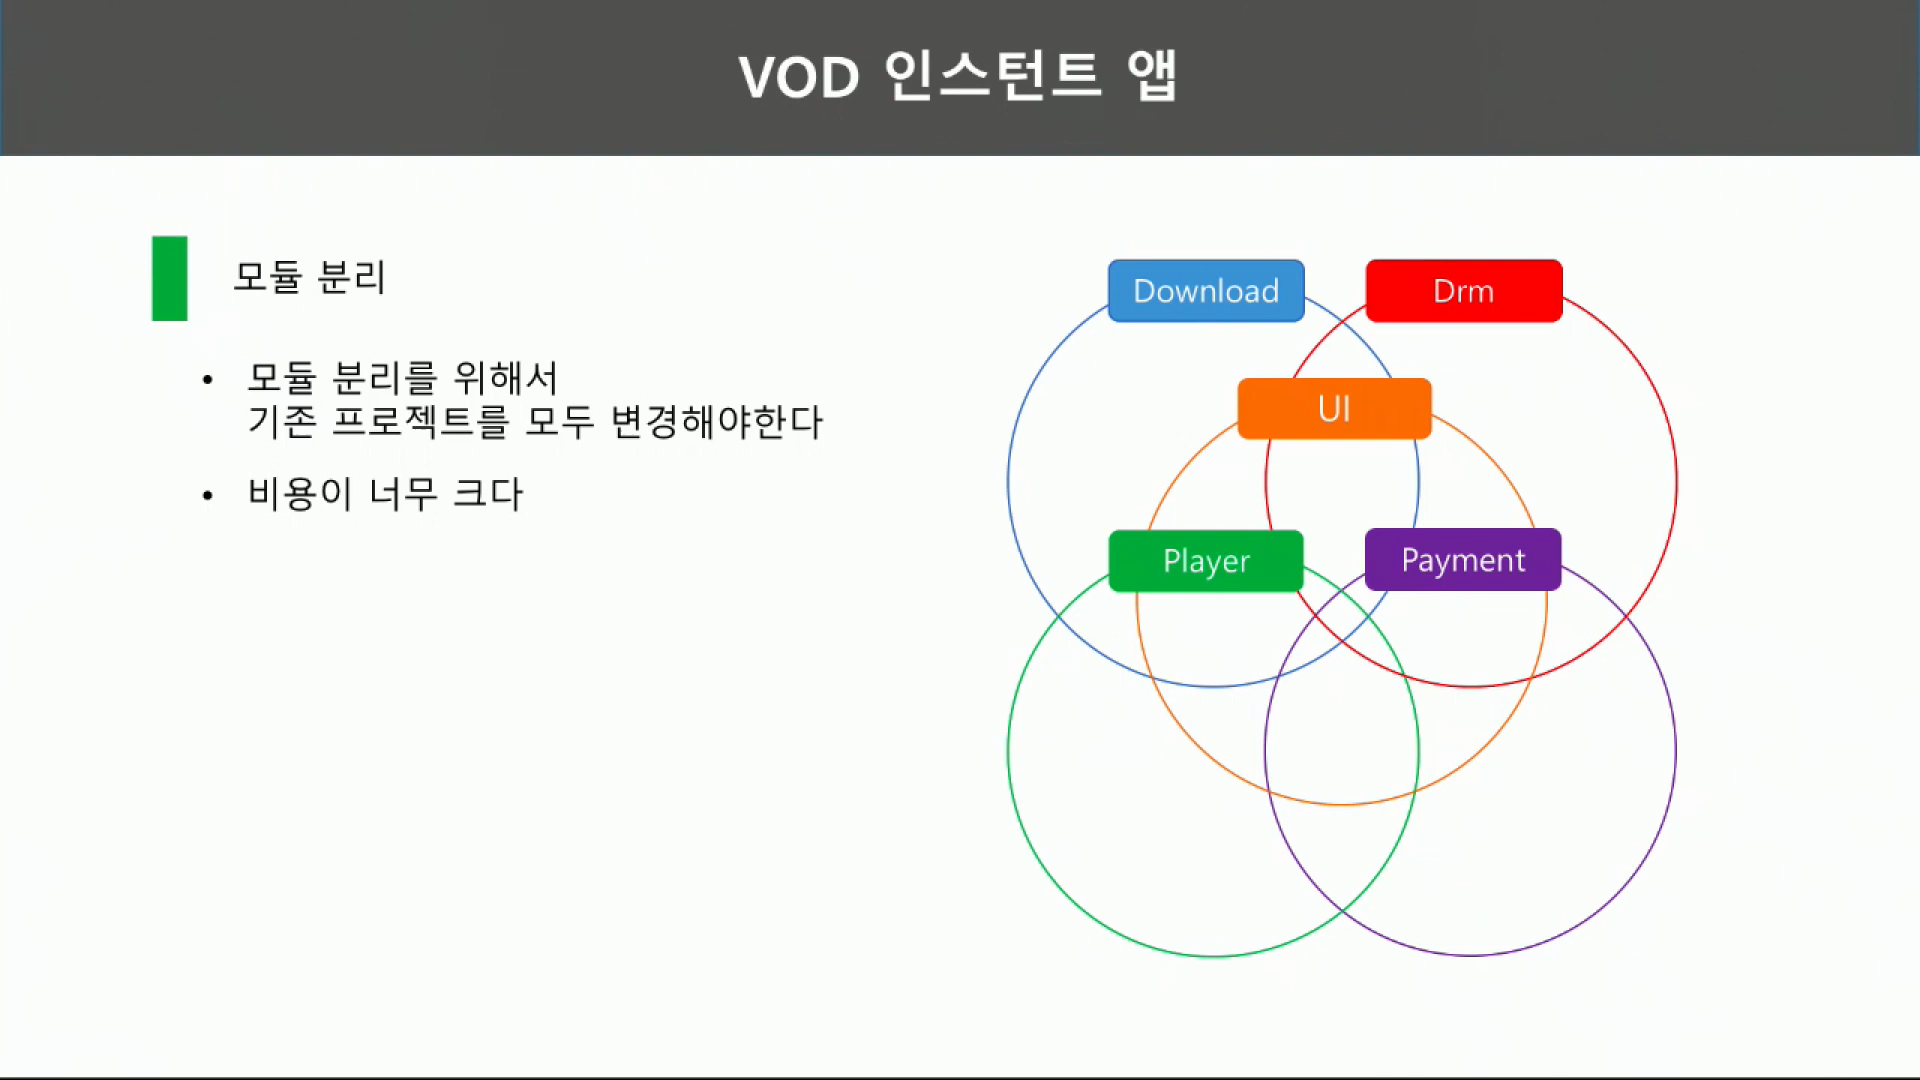 VOD 인스턴트 앱
모듈 분리
• 모듈 분리를 위해서
기존 프로젝트를 모두 변경해야한다
• 비용이 너무 크다
Download
Drm
UI
Player
Payment